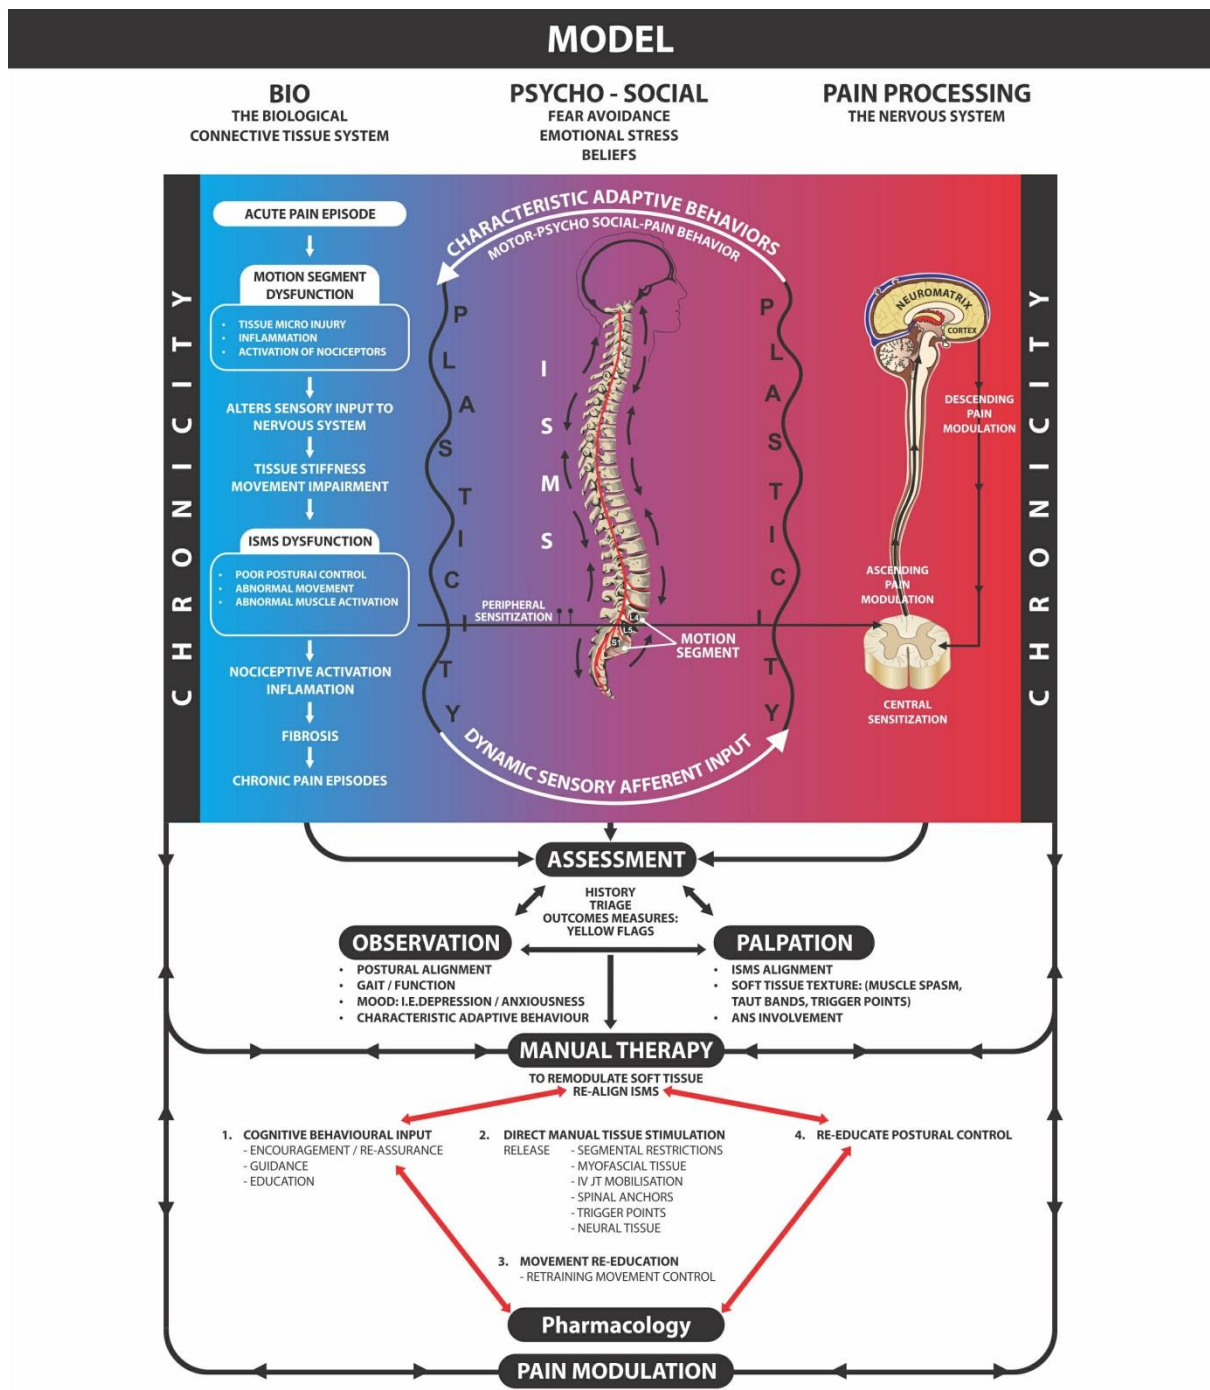 MODEL
BIO
THE BIOLOGICAL
CONNECTIVE TISSUE SYSTEM
PSYCHO - SOCIAL
FEAR AVOIDANCE
EMOTIONAL STRESS
BELIEFS
PAIN PROCESSING
THE NERVOUS SYSTEM
CHRONICITY
ACUTE PAIN EPISODE
MOTION SEGMENT
DYSFUNCTION
• TISSUE MICRO INJURY
• INFLAMMATION
• ACTIVATION OF NOCICEPTORS
ALTERS SENSORY INPUT TO
NERVOUS SYSTEM
TISSUE STIFFNESS
MOVEMENT IMPAIRMENT
ISMS DYSFUNCTION
• POOR POSTURAI CONTROL
• ABNORMAL MOVEMENT
• ABNORMAL MUSCLE ACTIVATION
NOCICEPTIVE ACTIVATION
INFLAMATION
FIBROSIS
CHRONIC PAIN EPISODES
CHARACTERISTIC ADAPTIVE BEHAVIORS
MOTOR-PSYCHO SOCIAL-PAIN BEHAVIOR
PLASTICITY
ISMS
PERIPHERAL
SENSITIZATION
L4
L5
S1
MOTION
SEGMENT
PLASTICITY
DYNAMIC SENSORY AFFERENT INPUT
NEUROMATRIX
CORTEX
DESCENDING
PAIN
MODULATION
ASCENDING
PAIN
MODULATION
CENTRAL
SENSITIZATION
CHRONICITY
ASSESSMENT
HISTORY
TRIAGE
OUTCOMES MEASURES:
YELLOW FLAGS
OBSERVATION
• POSTURAL ALIGNMENT
• GAIT / FUNCTION
• MOOD: I.E.DEPRESSION / ANXIOUSNESS
• CHARACTERISTIC ADAPTIVE BEHAVIOUR
PALPATION
• ISMS ALIGNMENT
• SOFT TISSUE TEXTURE: (MUSCLE SPASM,
TAUT BANDS, TRIGGER POINTS)
• ANS INVOLVEMENT
MANUAL THERAPY
TO REMODULATE SOFT TISSUE
RE-ALIGN ISMS
1. COGNITIVE BEHAVIOURAL INPUT
- ENCOURAGEMENT / RE-ASSURANCE
- GUIDANCE
- EDUCATION
2. DIRECT MANUAL TISSUE STIMULATION
RELEASE - SEGMENTAL RESTRICTIONS
- MYOFASCIAL TISSUE
- IV JT MOBILISATION
- SPINAL ANCHORS
- TRIGGER POINTS
- NEURAL TISSUE
4. RE-EDUCATE POSTURAL CONTROL
3. MOVEMENT RE-EDUCATION
- RETRAINING MOVEMENT CONTROL
Pharmacology
PAIN MODULATION